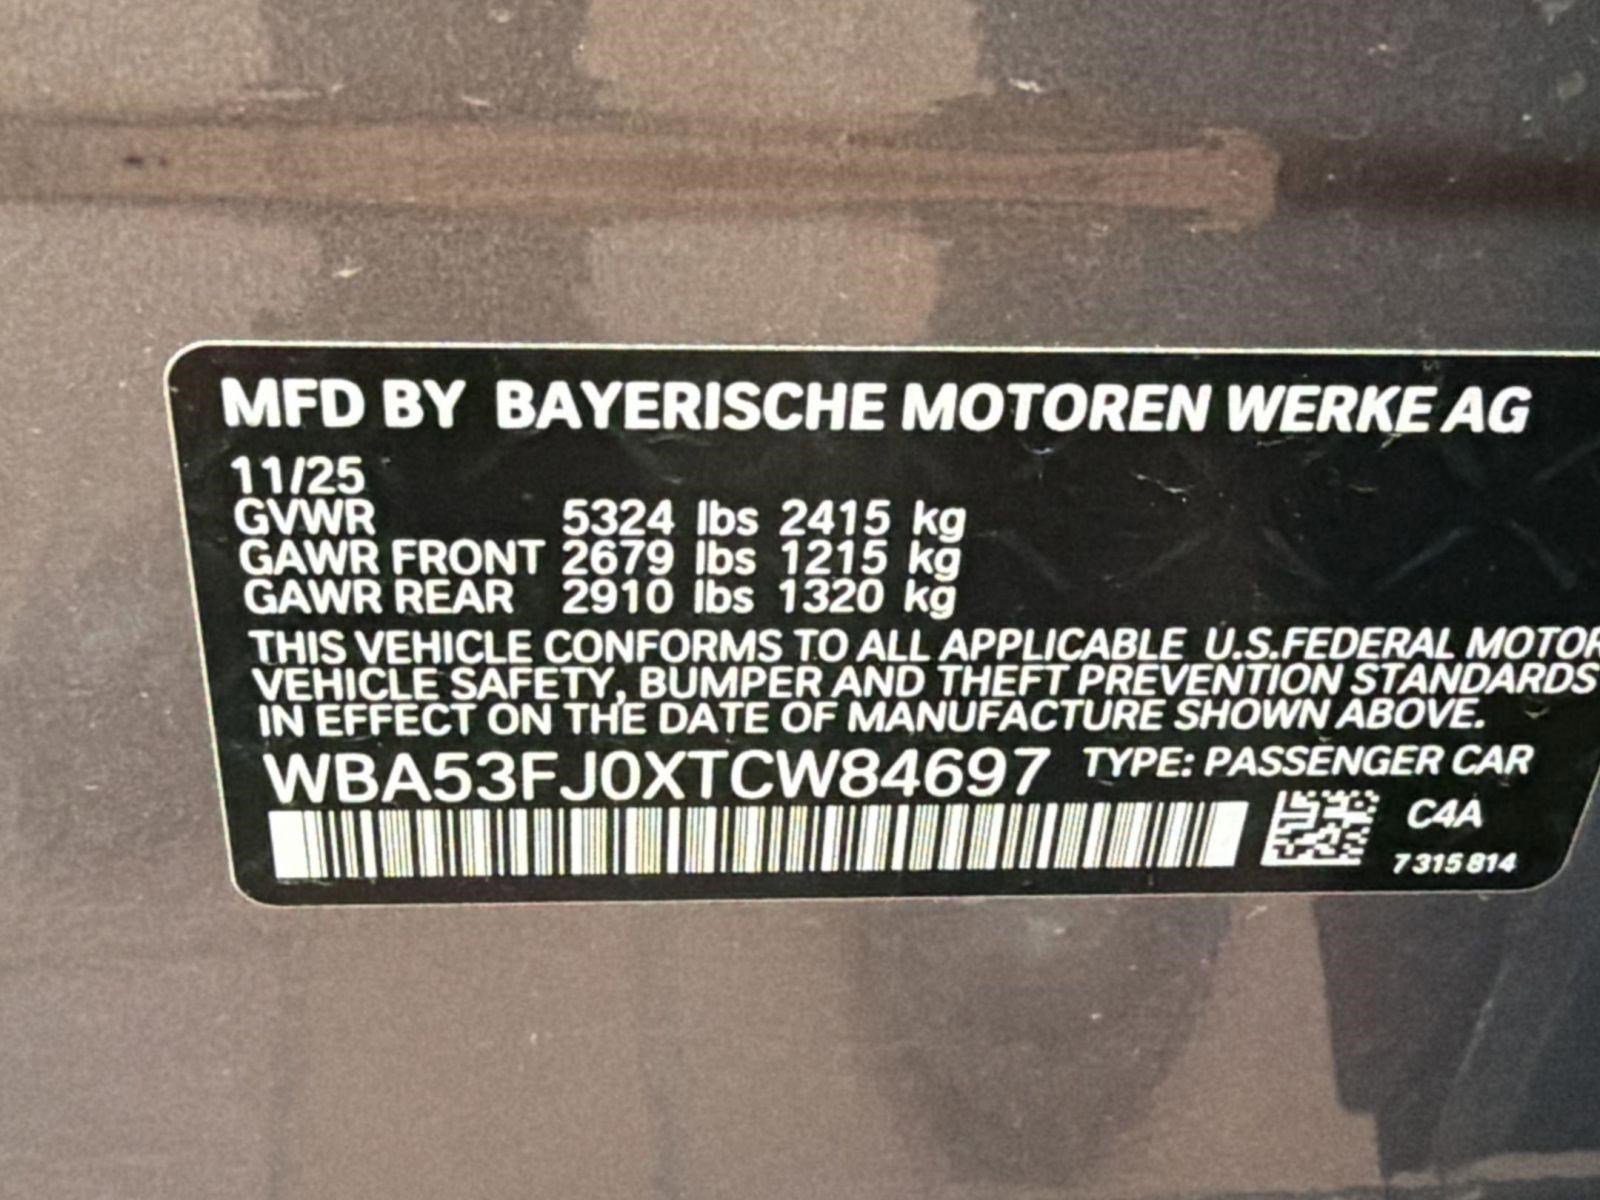 MFD BY BAYERISCHE MOTOREN WERKE AG
11/25
GVWR 5324 lbs 2415 kg
GAWR FRONT 2679 lbs 1215 kg
GAWR REAR 2910 lbs 1320 kg
THIS VEHICLE CONFORMS TO ALL APPLICABLE U.S.FEDERAL MOTOR
VEHICLE SAFETY, BUMPER AND THEFT PREVENTION STANDARDS
IN EFFECT ON THE DATE OF MANUFACTURE SHOWN ABOVE.
WBA53FJ0XTCW84697 TYPE: PASSENGER CAR
C4A
7 315 814